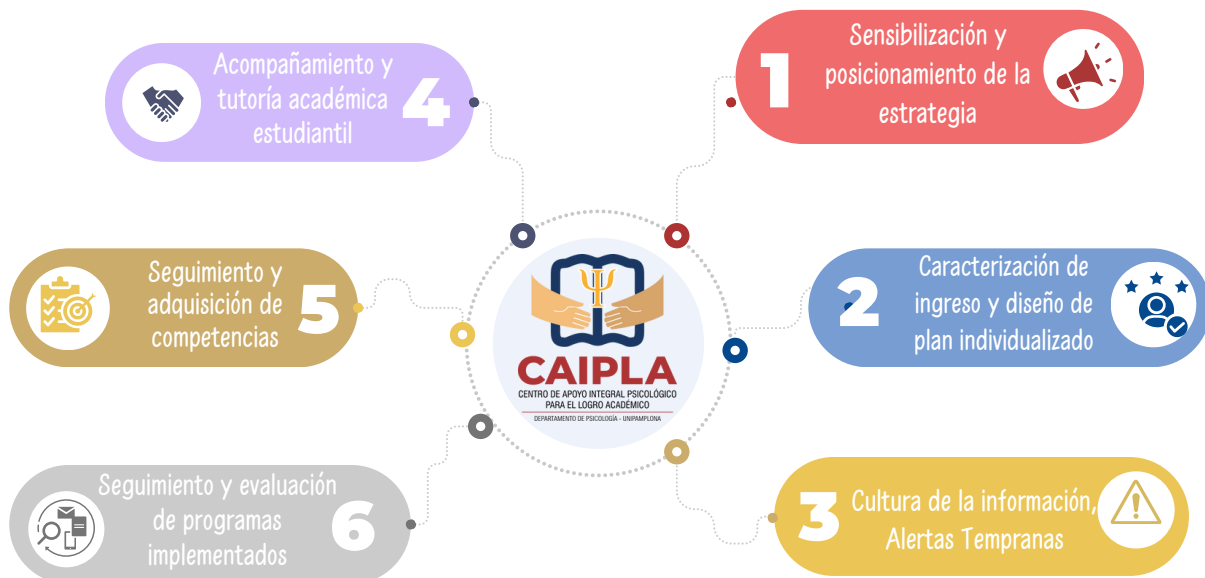 1
Sensibilización y
posicionamiento de la
estrategia
2
Caracterización de
ingreso y diseño de
plan individualizado
3
Cultura de la información,
Alertas Tempranas
Acompañamiento y
tutoría académica
estudiantil
4
Seguimiento y
adquisición de
competencias
5
Seguimiento y evaluación
de programas
implementados
6
Ψ
CAIPLA
CENTRO DE APOYO INTEGRAL PSICOLÓGICO
PARA EL LOGRO ACADÉMICO
DEPARTAMENTO DE PSICOLOGÍA - UNIPAMPLONA